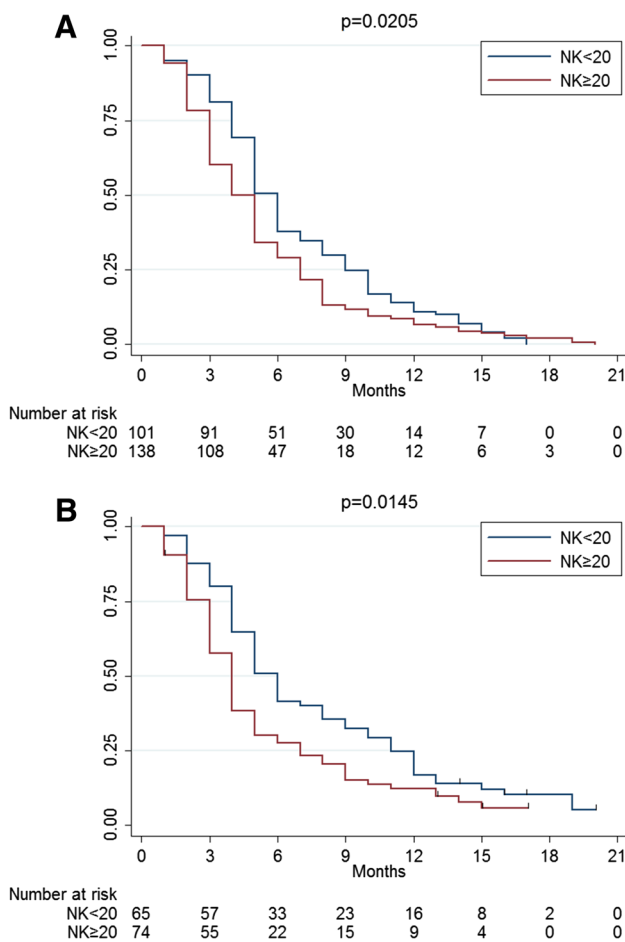 A
p=0.0205
NK<20
NK≥20
1.00
0.75
0.50
0.25
0.00
0 3 6 9 12 15 18 21
Months
Number at risk
NK<20 101 91 51 30 14 7 0 0
NK≥20 138 108 47 18 12 6 3 0
B
p=0.0145
NK<20
NK≥20
1.00
0.75
0.50
0.25
0.00
0 3 6 9 12 15 18 21
Months
Number at risk
NK<20 65 57 33 23 16 8 2 0
NK≥20 74 55 22 15 9 4 0 0